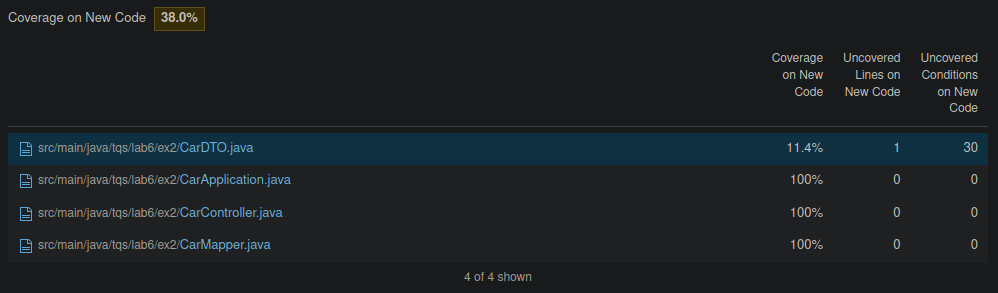 Coverage on New Code 38.0%
Coverage on New Code Uncovered Lines on New Code Uncovered Conditions on New Code
src/main/java/tqs/lab6/ex2/CarDTO.java 11.4% 1 30
src/main/java/tqs/lab6/ex2/CarApplication.java 100% 0 0
src/main/java/tqs/lab6/ex2/CarController.java 100% 0 0
src/main/java/tqs/lab6/ex2/CarMapper.java 100% 0 0
4 of 4 shown